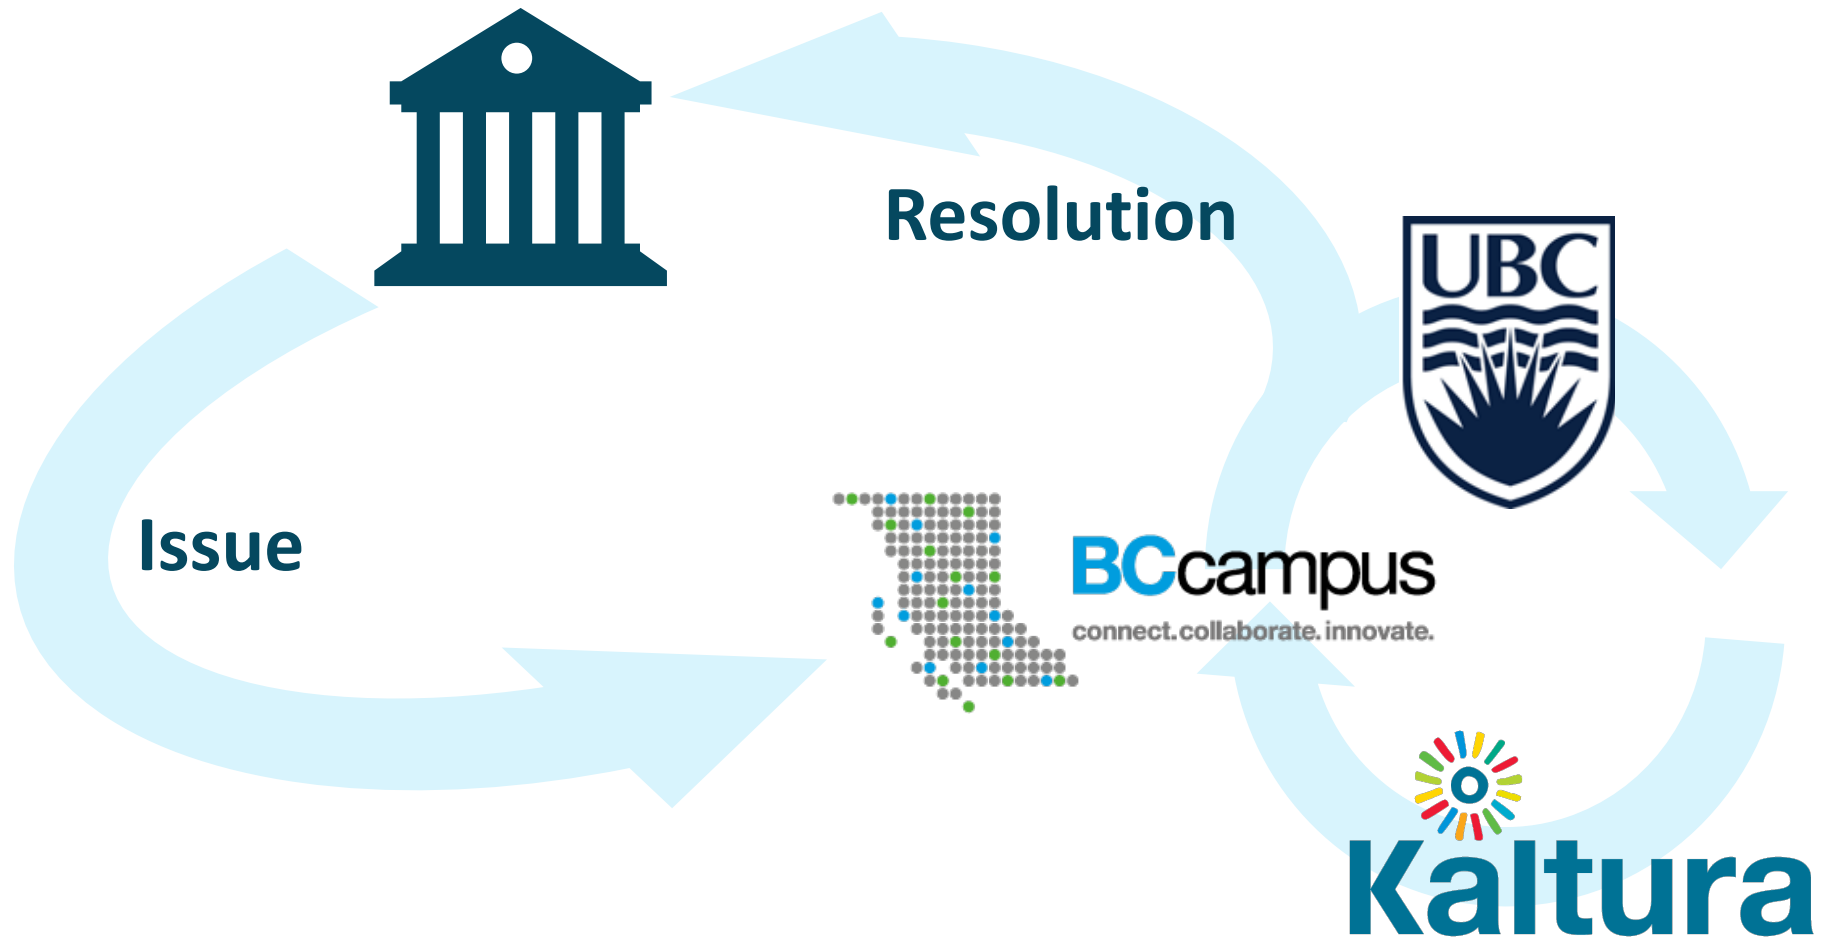 Resolution
UBC
Issue
BCcampus
connect.collaborate.innovate.
Kaltura